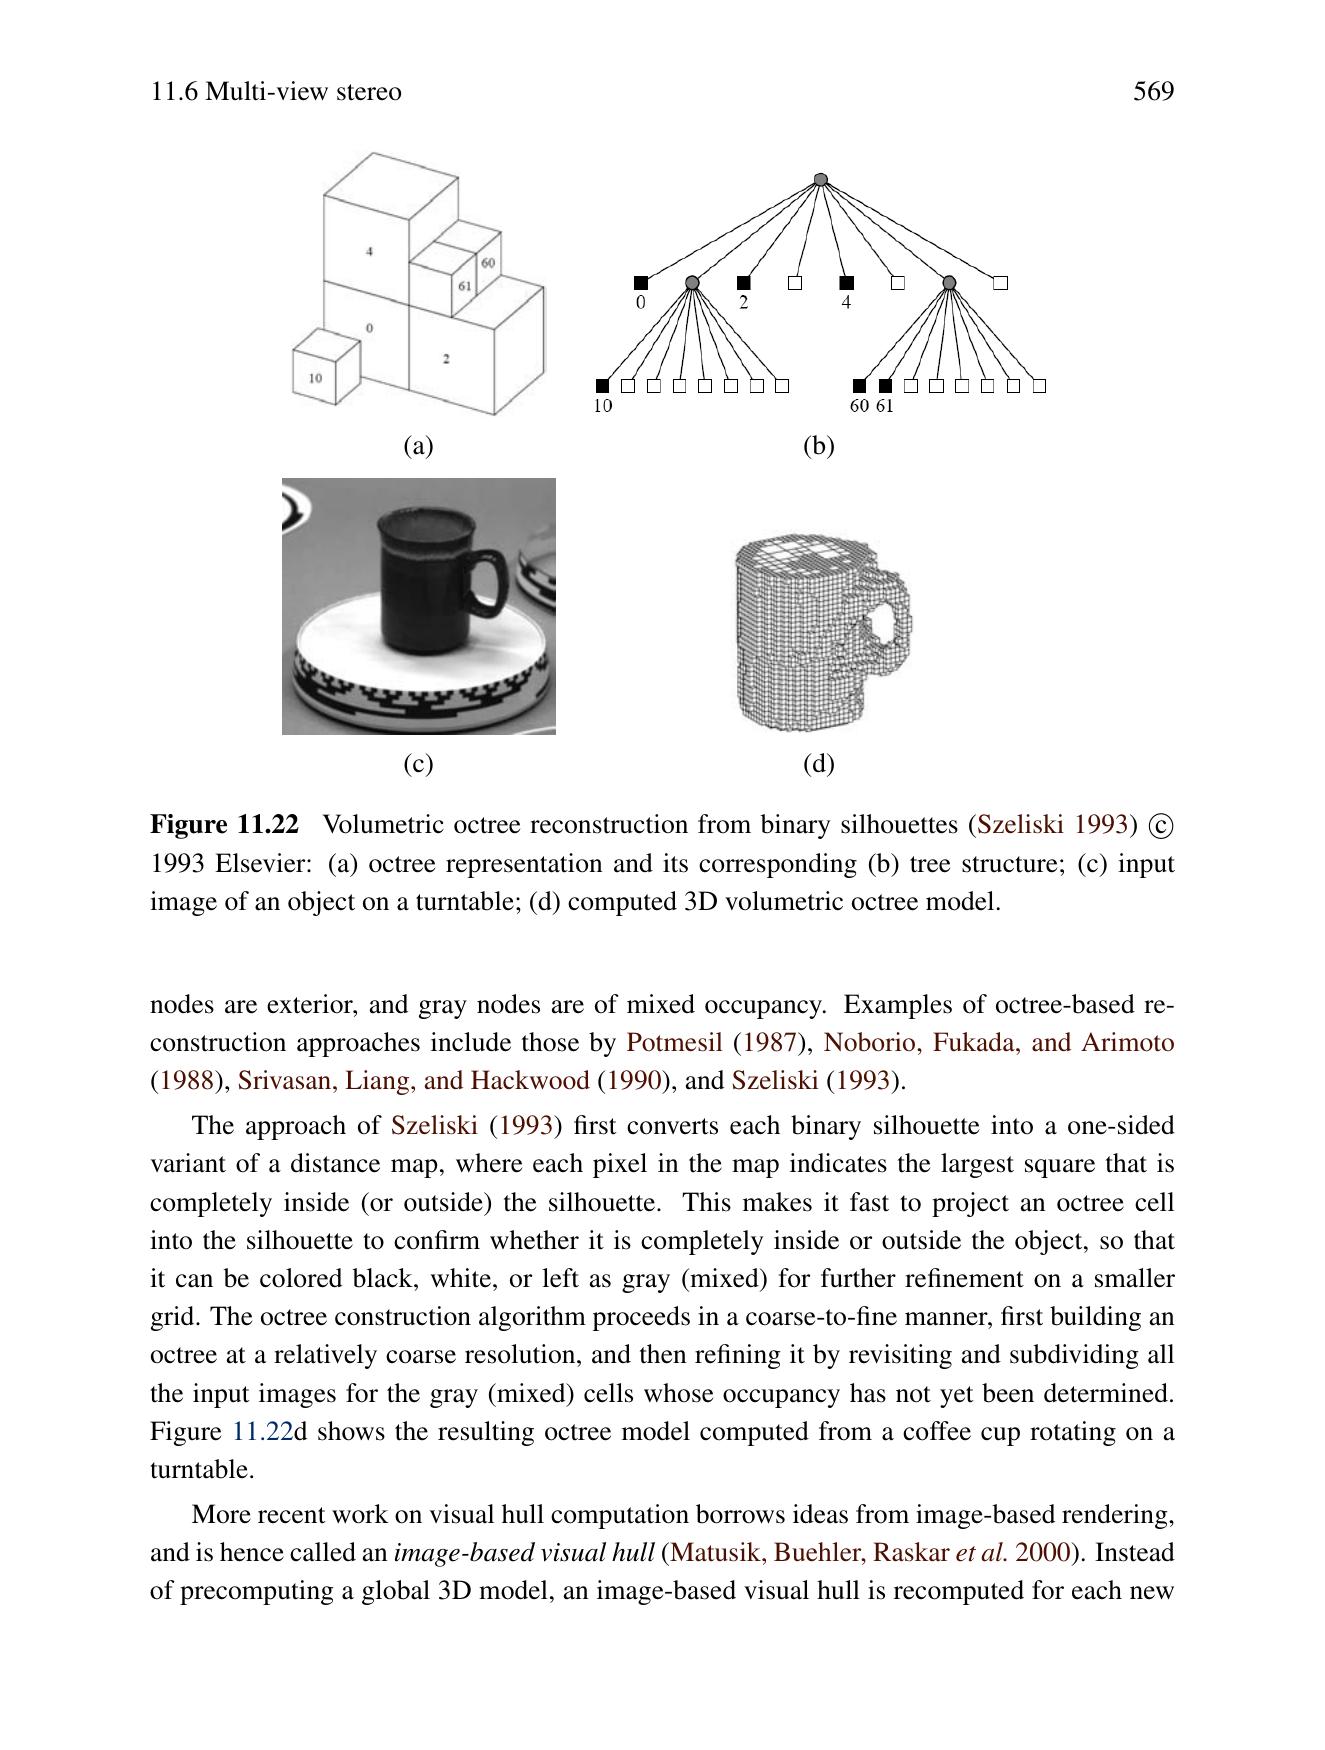 11.6 Multi-view stereo 569
4
60
61
0
2
10
0 2 4
10 60 61
(a) (b)
(c) (d)
Figure 11.22 Volumetric octree reconstruction from binary silhouettes (Szeliski 1993) ©
1993 Elsevier: (a) octree representation and its corresponding (b) tree structure; (c) input
image of an object on a turntable; (d) computed 3D volumetric octree model.
nodes are exterior, and gray nodes are of mixed occupancy. Examples of octree-based re-
construction approaches include those by Potmesil (1987), Noborio, Fukada, and Arimoto
(1988), Srivasan, Liang, and Hackwood (1990), and Szeliski (1993).
The approach of Szeliski (1993) first converts each binary silhouette into a one-sided
variant of a distance map, where each pixel in the map indicates the largest square that is
completely inside (or outside) the silhouette. This makes it fast to project an octree cell
into the silhouette to confirm whether it is completely inside or outside the object, so that
it can be colored black, white, or left as gray (mixed) for further refinement on a smaller
grid. The octree construction algorithm proceeds in a coarse-to-fine manner, first building an
octree at a relatively coarse resolution, and then refining it by revisiting and subdividing all
the input images for the gray (mixed) cells whose occupancy has not yet been determined.
Figure 11.22d shows the resulting octree model computed from a coffee cup rotating on a
turntable.
More recent work on visual hull computation borrows ideas from image-based rendering,
and is hence called an image-based visual hull (Matusik, Buehler, Raskar et al. 2000). Instead
of precomputing a global 3D model, an image-based visual hull is recomputed for each new